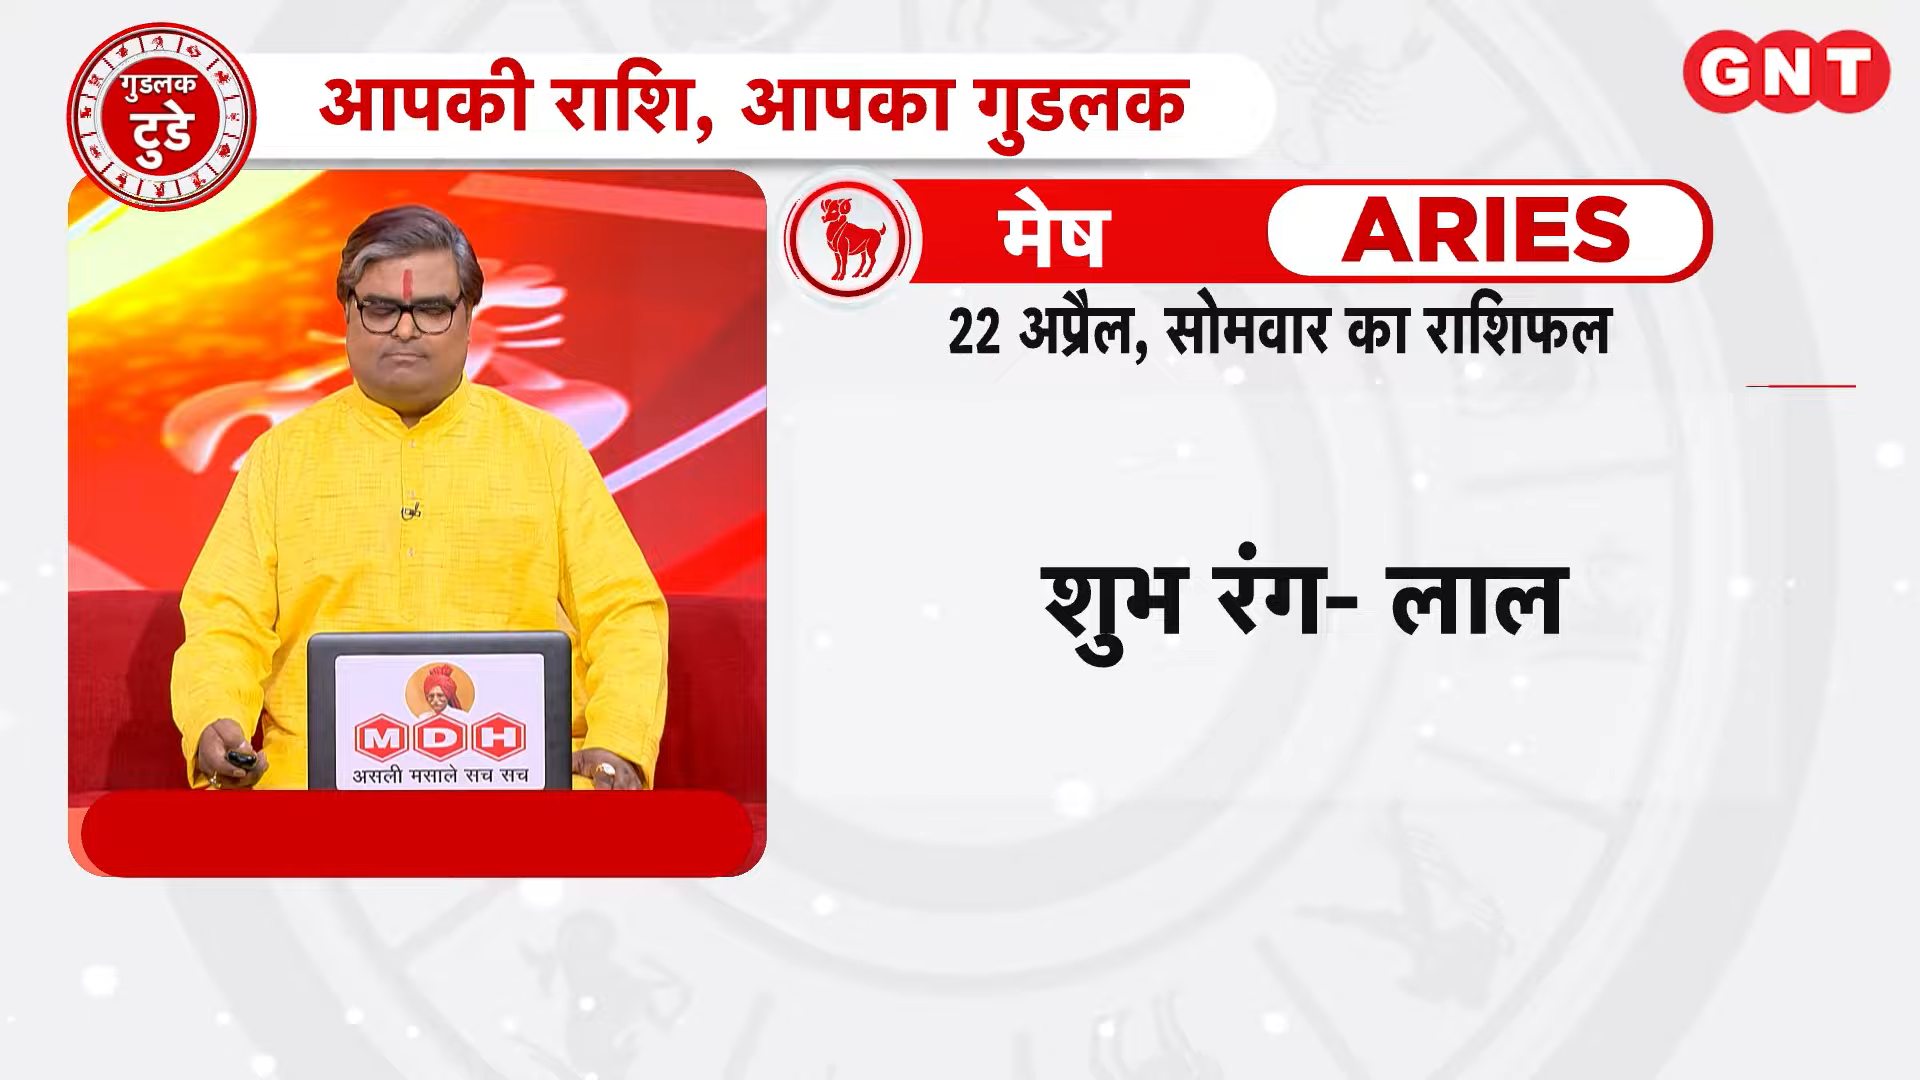 गुडलक
टुडे
आपकी राशि, आपका गुडलक
GNT
मेष
ARIES
22 अप्रैल, सोमवार का राशिफल
शुभ रंग- लाल
MDH
असली मसाले सच सच